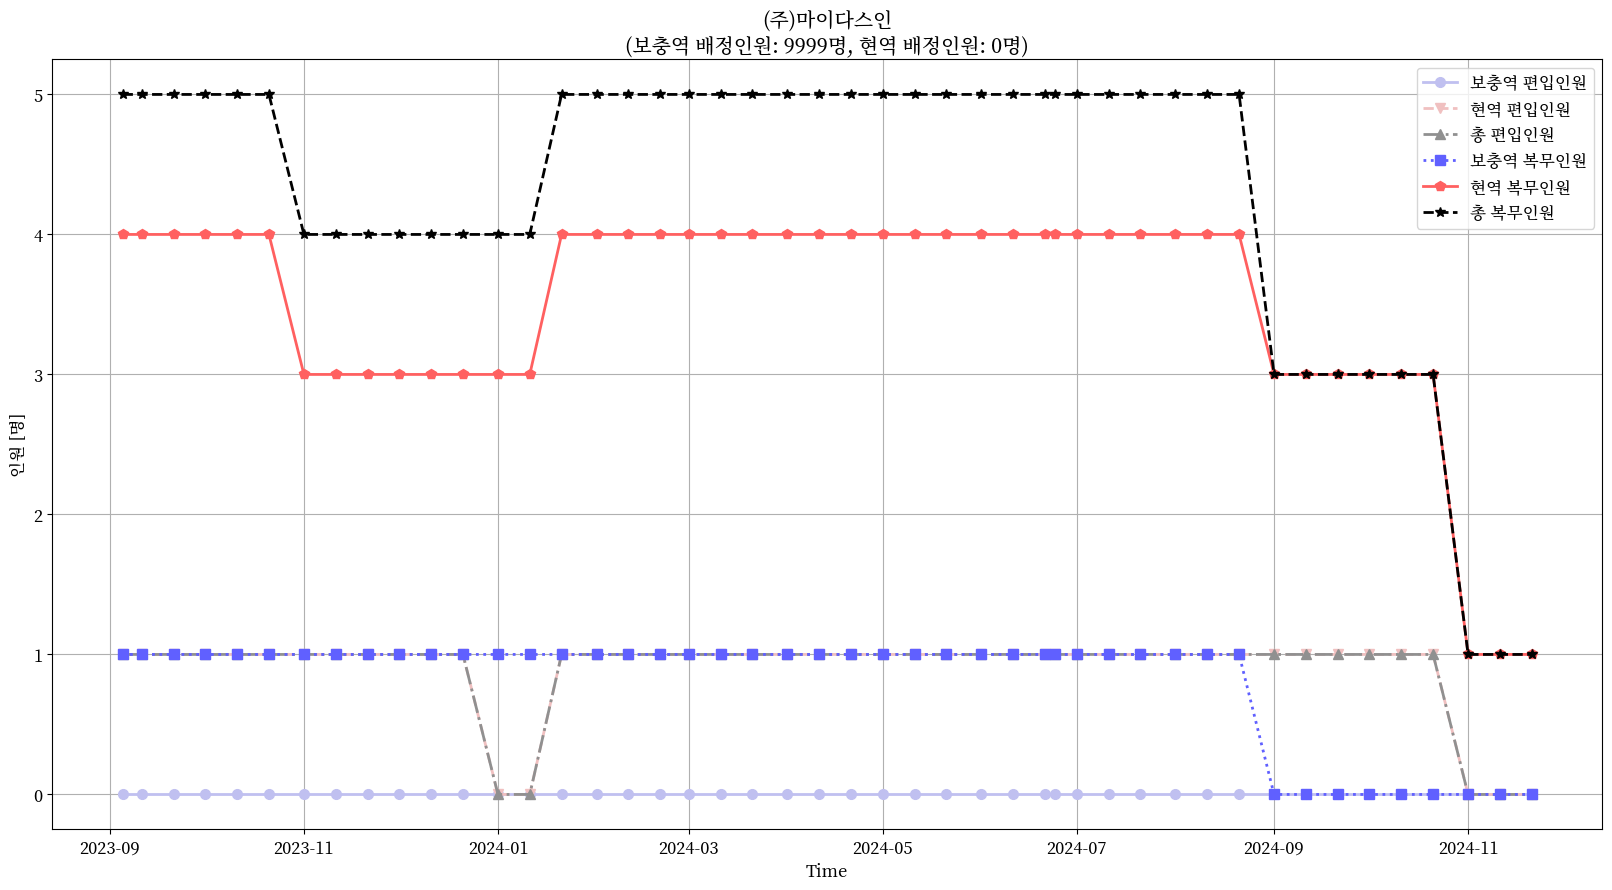 (주)마이다스인
(보충역 배정인원: 9999명, 현역 배정인원: 0명)
보충역 편입인원
현역 편입인원
총 편입인원
보충역 복무인원
현역 복무인원
총 복무인원
5
4
3
2
1
0
인원 [명]
2023-09
2023-11
2024-01
2024-03
2024-05
2024-07
2024-09
2024-11
Time